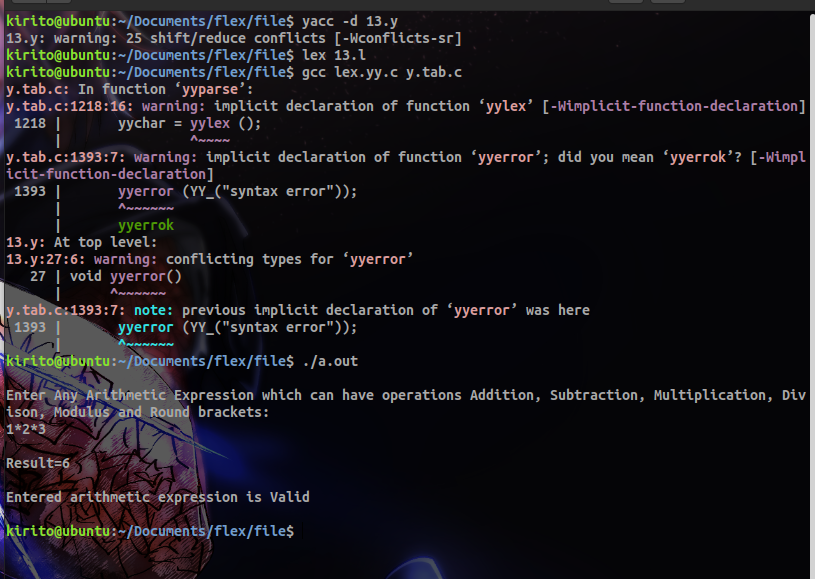 kirito@ubuntu:~/Documents/flex/file$ yacc -d 13.y
13.y: warning: 25 shift/reduce conflicts [-Wconflicts-sr]
kirito@ubuntu:~/Documents/flex/file$ lex 13.l
kirito@ubuntu:~/Documents/flex/file$ gcc lex.yy.c y.tab.c
y.tab.c: In function ‘yyparse’:
y.tab.c:1218:16: warning: implicit declaration of function ‘yylex’ [-Wimplicit-function-declaration]
 1218 |       yychar = yylex ();
      |                ^~~~~
y.tab.c:1393:7: warning: implicit declaration of function ‘yyerror’; did you mean ‘yyerrok’? [-Wimpl
icit-function-declaration]
 1393 |       yyerror (YY_("syntax error"));
      |       ^~~~~~~
      |       yyerrok
13.y: At top level:
13.y:27:6: warning: conflicting types for ‘yyerror’
   27 | void yyerror()
      |      ^~~~~~~
y.tab.c:1393:7: note: previous implicit declaration of ‘yyerror’ was here
 1393 |       yyerror (YY_("syntax error"));
      |       ^~~~~~~
kirito@ubuntu:~/Documents/flex/file$ ./a.out
Enter Any Arithmetic Expression which can have operations Addition, Subtraction, Multiplication, Div
ison, Modulus and Round brackets:
1*2*3
Result=6
Entered arithmetic expression is Valid
kirito@ubuntu:~/Documents/flex/file$